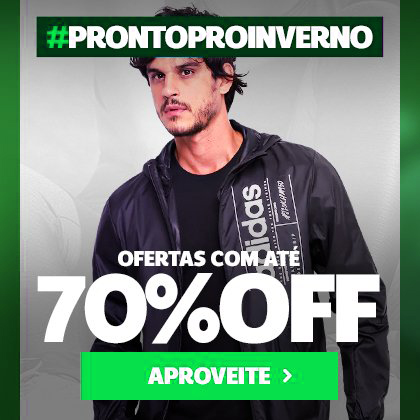 #PRONTOPROINVERNO
adidas
OFERTAS COM ATÉ
70%OFF
APROVEITE >